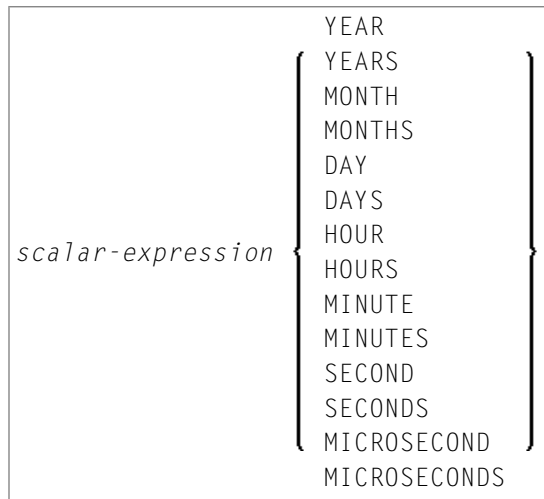 YEAR
YEARS
MONTH
MONTHS
DAY
DAYS
HOUR
scalar-expression
HOURS
MINUTE
MINUTES
SECOND
SECONDS
MICROSECOND
MICROSECONDS